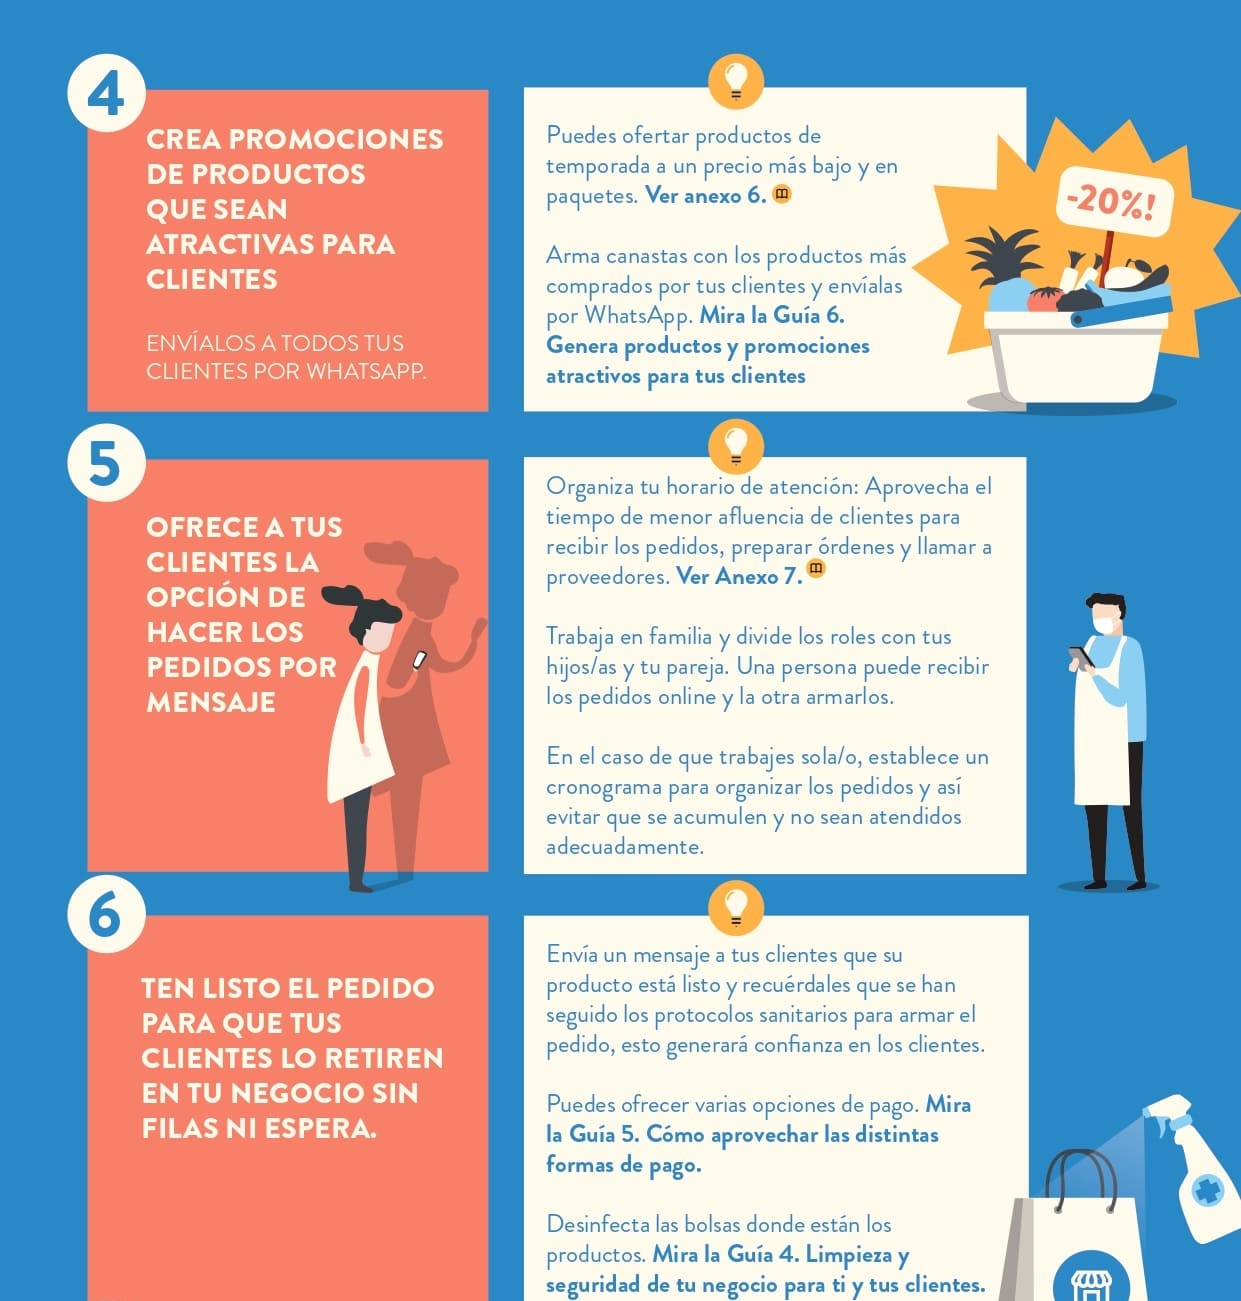 4
CREA PROMOCIONES
DE PRODUCTOS
QUE SEAN
ATRACTIVAS PARA
CLIENTES
ENVÍALOS A TODOS TUS
CLIENTES POR WHATSAPP.
Puedes ofertar productos de
temporada a un precio más bajo y en
paquetes. Ver anexo 6.
Arma canastas con los productos más
comprados por tus clientes y envíalas
por WhatsApp. Mira la Guía 6.
Genera productos y promociones
atractivos para tus clientes
-20%!
5
OFRECE A TUS
CLIENTES LA
OPCIÓN DE
HACER LOS
PEDIDOS POR
MENSAJE
Organiza tu horario de atención: Aprovecha el
tiempo de menor afluencia de clientes para
recibir los pedidos, preparar órdenes y llamar a
proveedores. Ver Anexo 7.
Trabaja en familia y divide los roles con tus
hijos/as y tu pareja. Una persona puede recibir
los pedidos online y la otra armarlos.
En el caso de que trabajes sola/o, establece un
cronograma para organizar los pedidos y así
evitar que se acumulen y no sean atendidos
adecuadamente.
6
TEN LISTO EL PEDIDO
PARA QUE TUS
CLIENTES LO RETIREN
EN TU NEGOCIO SIN
FILAS NI ESPERA.
Envía un mensaje a tus clientes que su
producto está listo y recuérdales que se han
seguido los protocolos sanitarios para armar el
pedido, esto generará confianza en los clientes.
Puedes ofrecer varias opciones de pago. Mira
la Guía 5. Cómo aprovechar las distintas
formas de pago.
Desinfecta las bolsas donde están los
productos. Mira la Guía 4. Limpieza y
seguridad de tu negocio para ti y tus clientes.